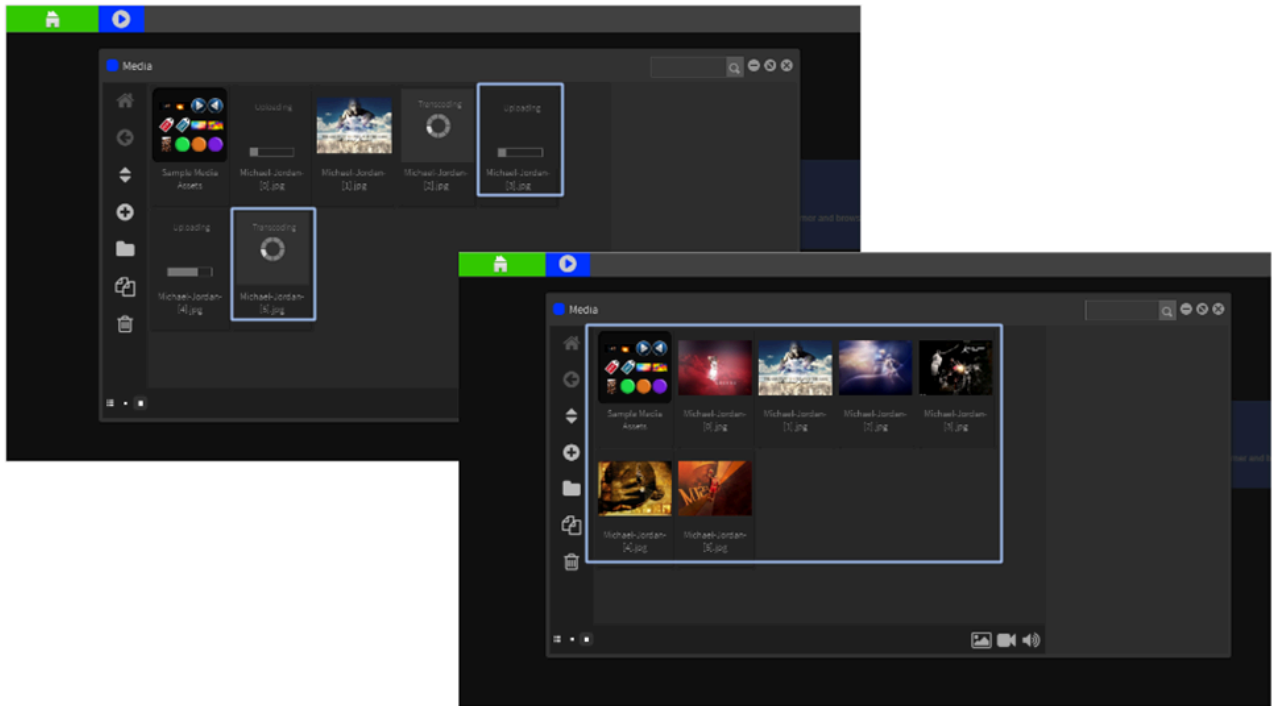 Media
Uploading
Transcoding
Uploading
Sample Media
Assets
Michael-Jordan-
[0].jpg
Michael-Jordan-
[1].jpg
Michael-Jordan-
[2].jpg
Michael-Jordan-
[3].jpg
Uploading
Transcoding
Michael-Jordan-
[4].jpg
Michael-Jordan-
[5].jpg
and brows
Media
Sample Media
Assets
Michael-Jordan-
[0].jpg
Michael-Jordan-
[1].jpg
Michael-Jordan-
[2].jpg
Michael-Jordan-
[3].jpg
Michael-Jordan-
[4].jpg
Michael-Jordan-
[5].jpg